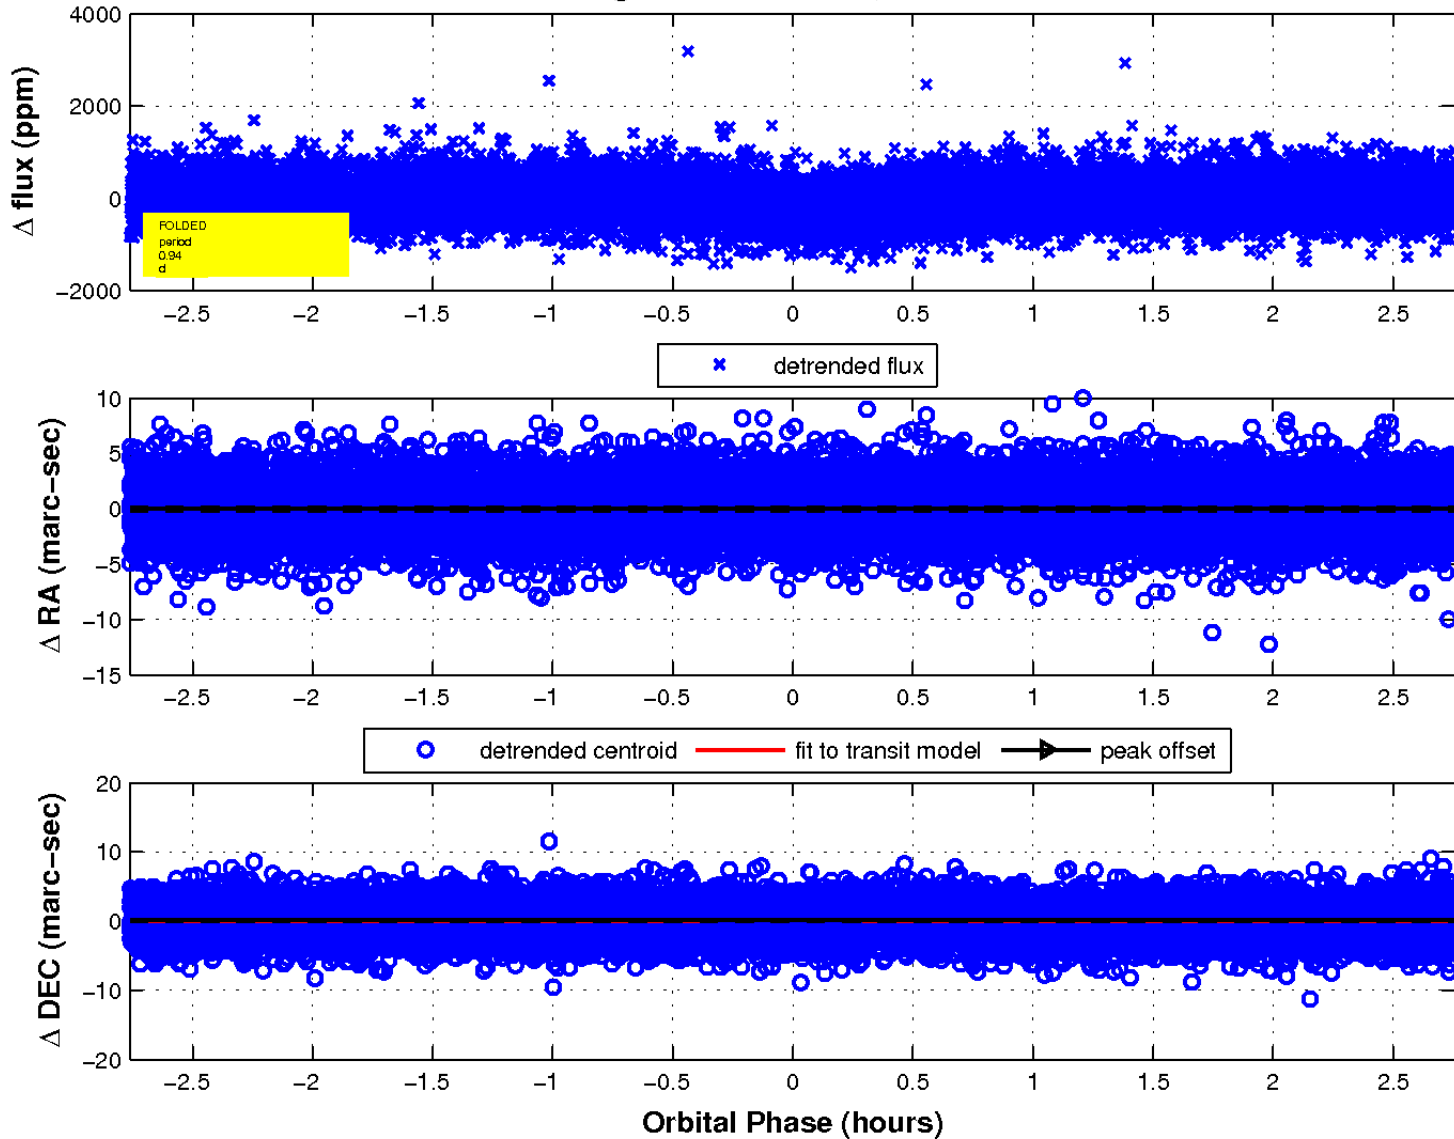 4000
2000
0
−2000
Δ flux (ppm)
FOLDED
period
0.94
d
−2.5 −2 −1.5 −1 −0.5 0 0.5 1 1.5 2 2.5
detrended flux
10
5
0
−5
−10
−15
Δ RA (marc−sec)
−2.5 −2 −1.5 −1 −0.5 0 0.5 1 1.5 2 2.5
detrended centroid fit to transit model peak offset
20
10
0
−10
−20
Δ DEC (marc−sec)
−2.5 −2 −1.5 −1 −0.5 0 0.5 1 1.5 2 2.5
Orbital Phase (hours)